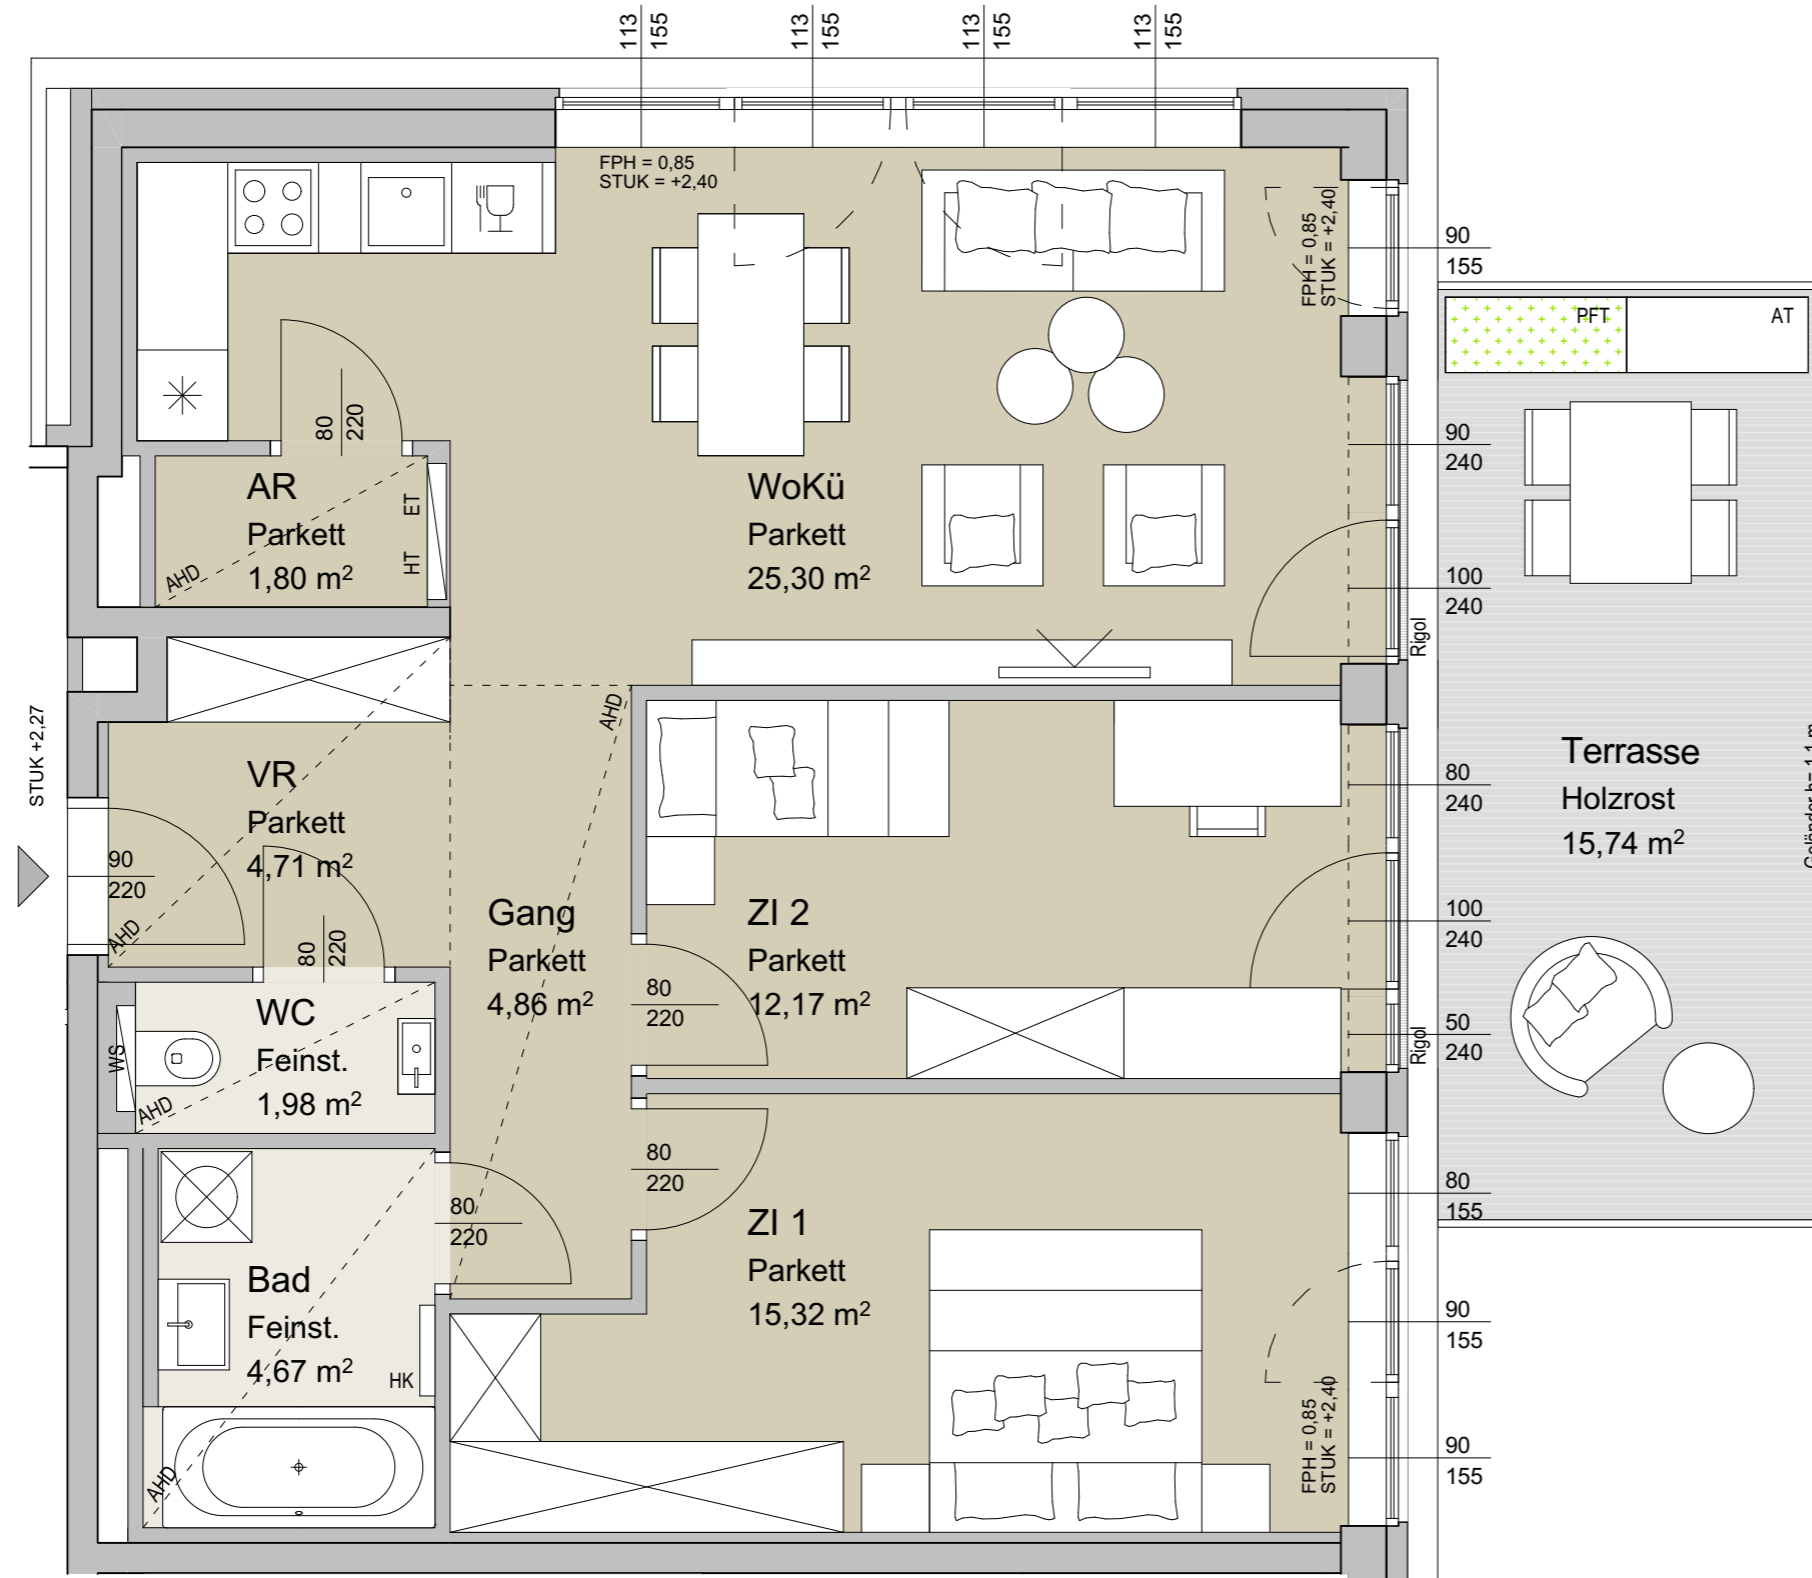 113
155
113
155
113
155
113
155
FPH = 0,85
STUK = +2,40
FPH = 0,85
STUK = +2,40
90
155
PFT
AT
80
220
90
240
AR
Parkett
1,80 m²
AHD
ET
HT
WoKü
Parkett
25,30 m²
100
240
Rigol
STUK +2,27
AHD
VR
Parkett
4,71 m²
90
220
AHD
80
220
80
240
Terrasse
Holzrost
15,74 m²
Geländer h= 1,1 m
Gang
Parkett
4,86 m²
ZI 2
Parkett
12,17 m²
80
220
100
240
50
240
Rigol
WC
Feinst.
1,98 m²
WS
AHD
80
220
80
220
ZI 1
Parkett
15,32 m²
80
155
Bad
Feinst.
4,67 m²
HK
AHD
90
155
FPH = 0,85
STUK = +2,40
90
155